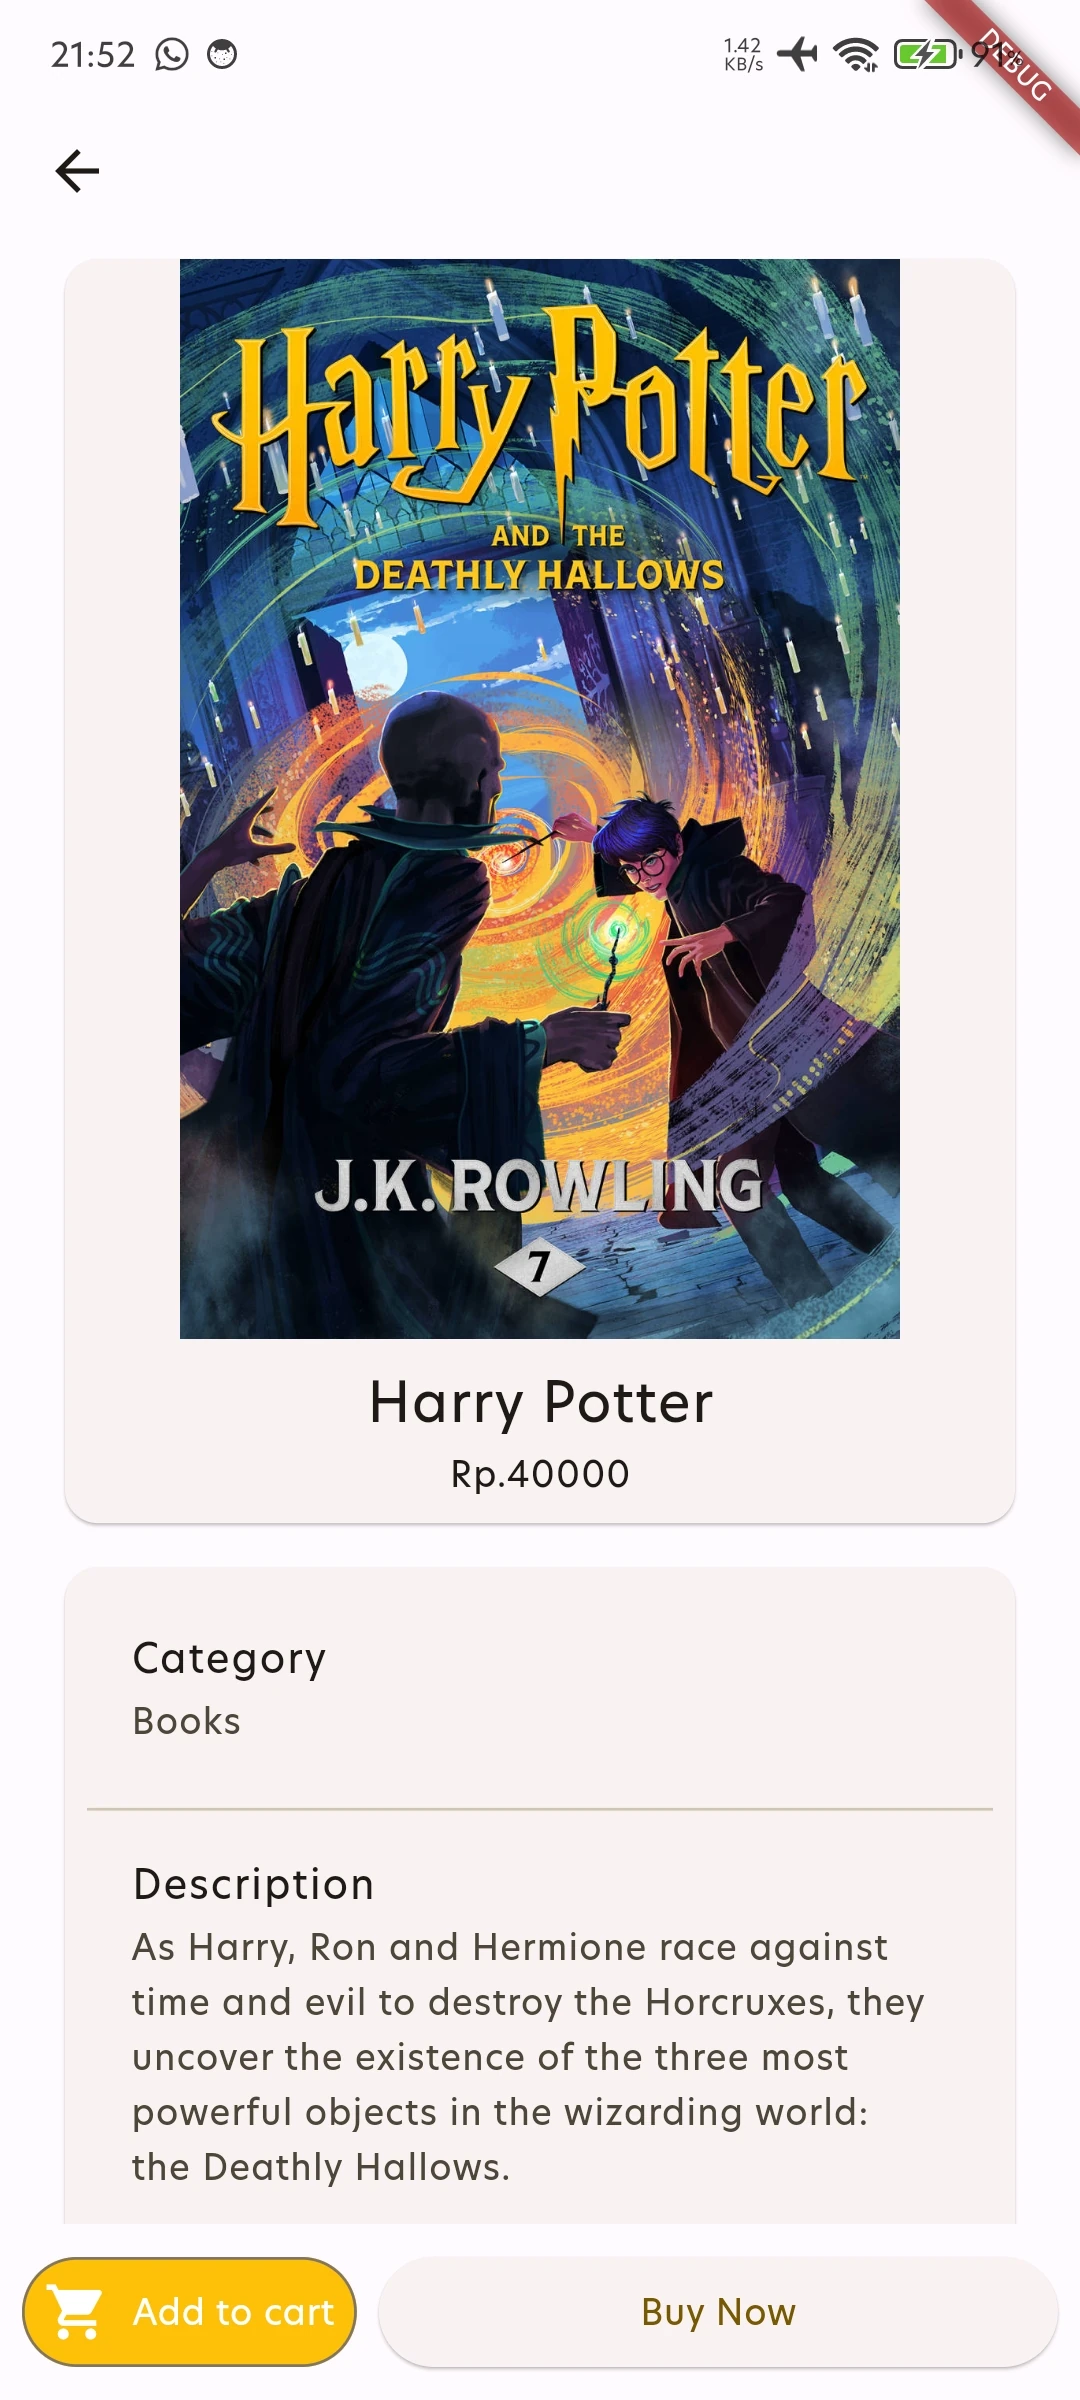 21:52
1.42
KB/s
91%
DEBUG
Harry Potter
AND THE
DEATHLY HALLOWS
J.K. ROWLING
7
Harry Potter
Rp.40000
Category
Books
Description
As Harry, Ron and Hermione race against
time and evil to destroy the Horcruxes, they
uncover the existence of the three most
powerful objects in the wizarding world:
the Deathly Hallows.
Add to cart
Buy Now